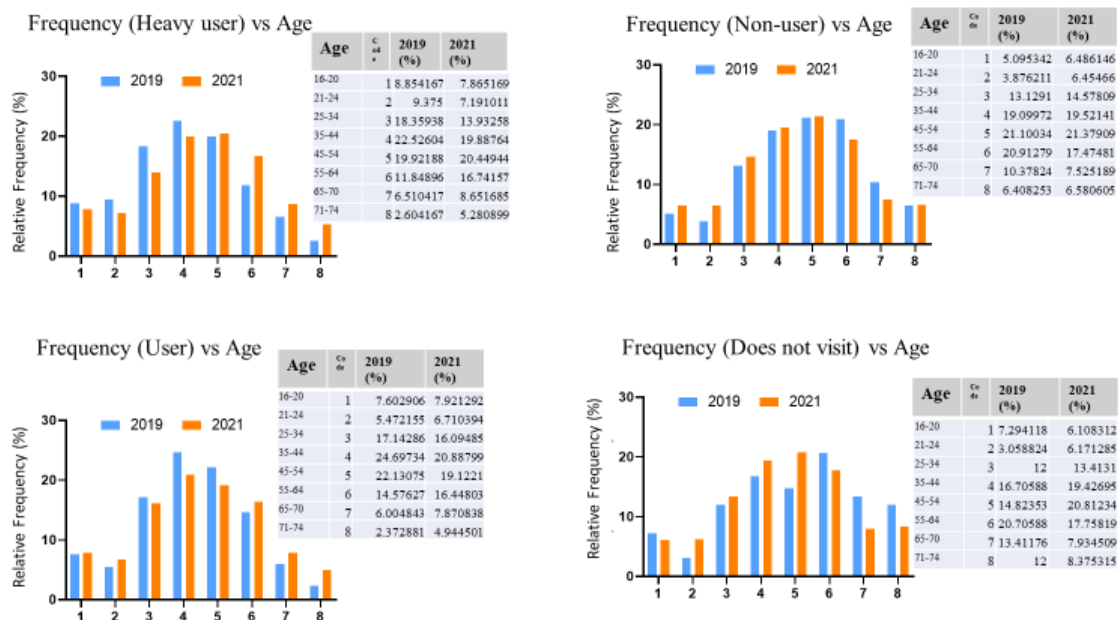 Frequency (Heavy user) vs Age
Age Cod e 2019 (%) 2021 (%)
16-20 1 8.854167 7.865169
21-24 2 9.375 7.191011
25-34 3 18.35938 13.93258
35-44 4 22.52604 19.88764
45-54 5 19.92188 20.44944
55-64 6 11.84896 16.74157
65-70 7 6.510417 8.651685
71-74 8 2.604167 5.280899
Relative Frequency (%)
2019 2021
30
20
10
0
1 2 3 4 5 6 7 8
Frequency (Non-user) vs Age
Age Co de 2019 (%) 2021 (%)
16-20 1 5.095342 6.486146
21-24 2 3.876211 6.45466
25-34 3 13.1291 14.57809
35-44 4 19.09972 19.52141
45-54 5 21.10034 21.37909
55-64 6 20.91279 17.47481
65-70 7 10.37824 7.525189
71-74 8 6.408253 6.580605
Relative Frequency (%)
2019 2021
30
20
10
0
1 2 3 4 5 6 7 8
Frequency (User) vs Age
Age Co de 2019 (%) 2021 (%)
16-20 1 7.602906 7.921292
21-24 2 5.472155 6.710394
25-34 3 17.14286 16.09485
35-44 4 24.69734 20.88799
45-54 5 22.13075 19.1221
55-64 6 14.57627 16.44803
65-70 7 6.004843 7.870838
71-74 8 2.372881 4.944501
Relative Frequency (%)
2019 2021
30
20
10
0
1 2 3 4 5 6 7 8
Frequency (Does not visit) vs Age
Age Co de 2019 (%) 2021 (%)
16-20 1 7.294118 6.108312
21-24 2 3.058824 6.171285
25-34 3 12 13.4131
35-44 4 16.70588 19.42695
45-54 5 14.82353 20.81234
55-64 6 20.70588 17.75819
65-70 7 13.41176 7.934509
71-74 8 12 8.375315
Relative Frequency (%)
2019 2021
30
20
10
0
1 2 3 4 5 6 7 8